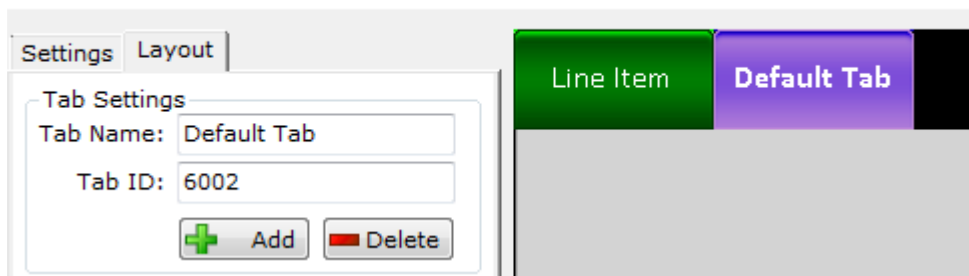 Settings Layout
Tab Settings
Tab Name: Default Tab
Tab ID: 6002
Add Delete
Line Item Default Tab